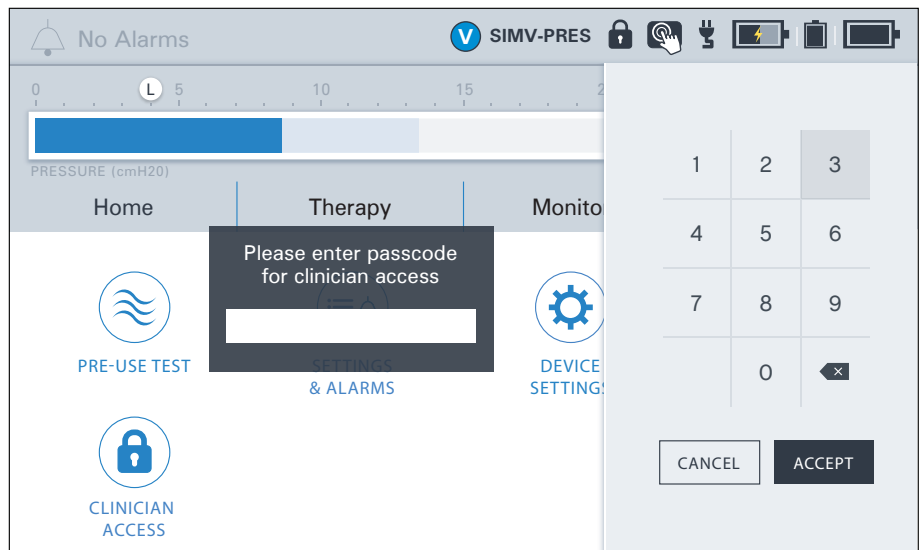 No Alarms
V SIMV-PRES
0 L 5 10 15 2
PRESSURE (cmH20)
Home Therapy Monito
Please enter passcode
for clinician access
PRE-USE TEST
SETTINGS
& ALARMS
DEVICE
SETTINGS
CLINICIAN
ACCESS
1 2 3
4 5 6
7 8 9
0
CANCEL ACCEPT